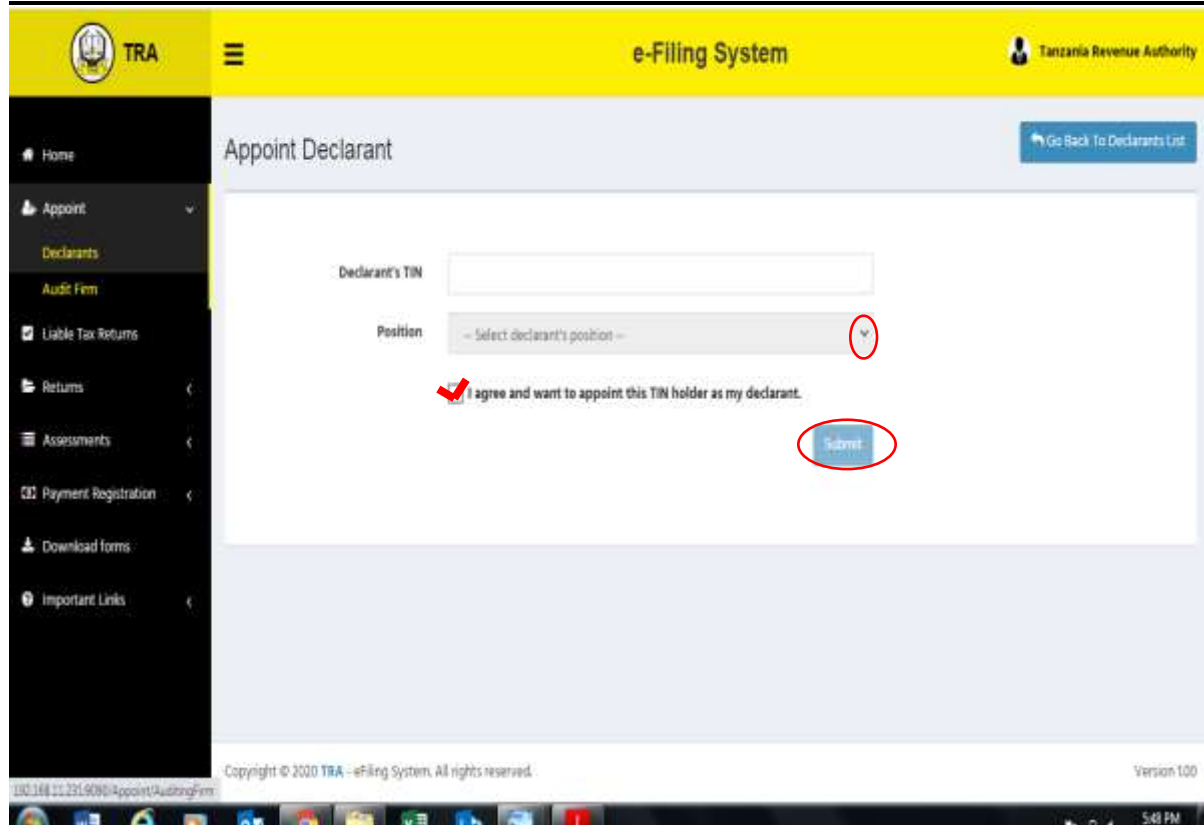 TRA
e-Filing System
Tanzania Revenue Authority
Home
Appoint
Declarants
Audit Firm
Liable Tax Returns
Returns
Assessments
Payment Registration
Download forms
Important Links
Appoint Declarant
Go Back To Declarants List
Declarant's TIN
Position
-- Select declarant's position --
I agree and want to appoint this TIN holder as my declarant.
Submit
Copyright © 2020 TRA - eFiling System. All rights reserved.
Version 1.00
5:48 PM